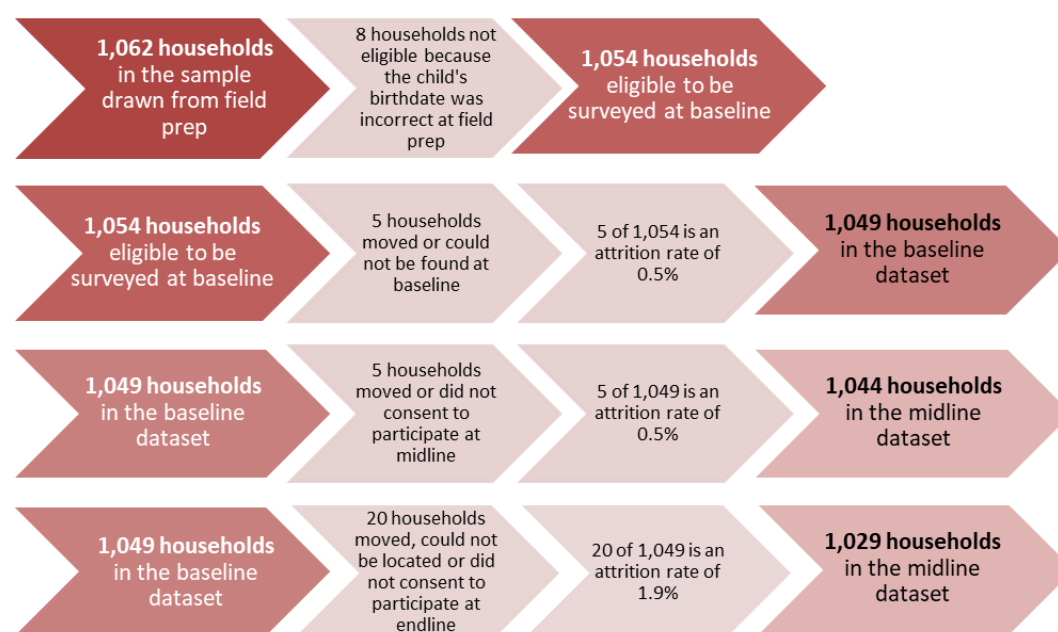 1,062 households
in the sample
drawn from field
prep
8 households not
eligible because
the child's
birthdate was
incorrect at field
prep
1,054 households
eligible to be
surveyed at baseline
1,054 households
eligible to be
surveyed at baseline
5 households
moved or could
not be found at
baseline
5 of 1,054 is an
attrition rate of
0.5%
1,049 households
in the baseline
dataset
1,049 households
in the baseline
dataset
5 households
moved or did not
consent to
participate at
midline
5 of 1,049 is an
attrition rate of
0.5%
1,044 households
in the midline
dataset
1,049 households
in the baseline
dataset
20 households
moved, could not
be located or did
not consent to
participate at
endline
20 of 1,049 is an
attrition rate of
1.9%
1,029 households
in the midline
dataset